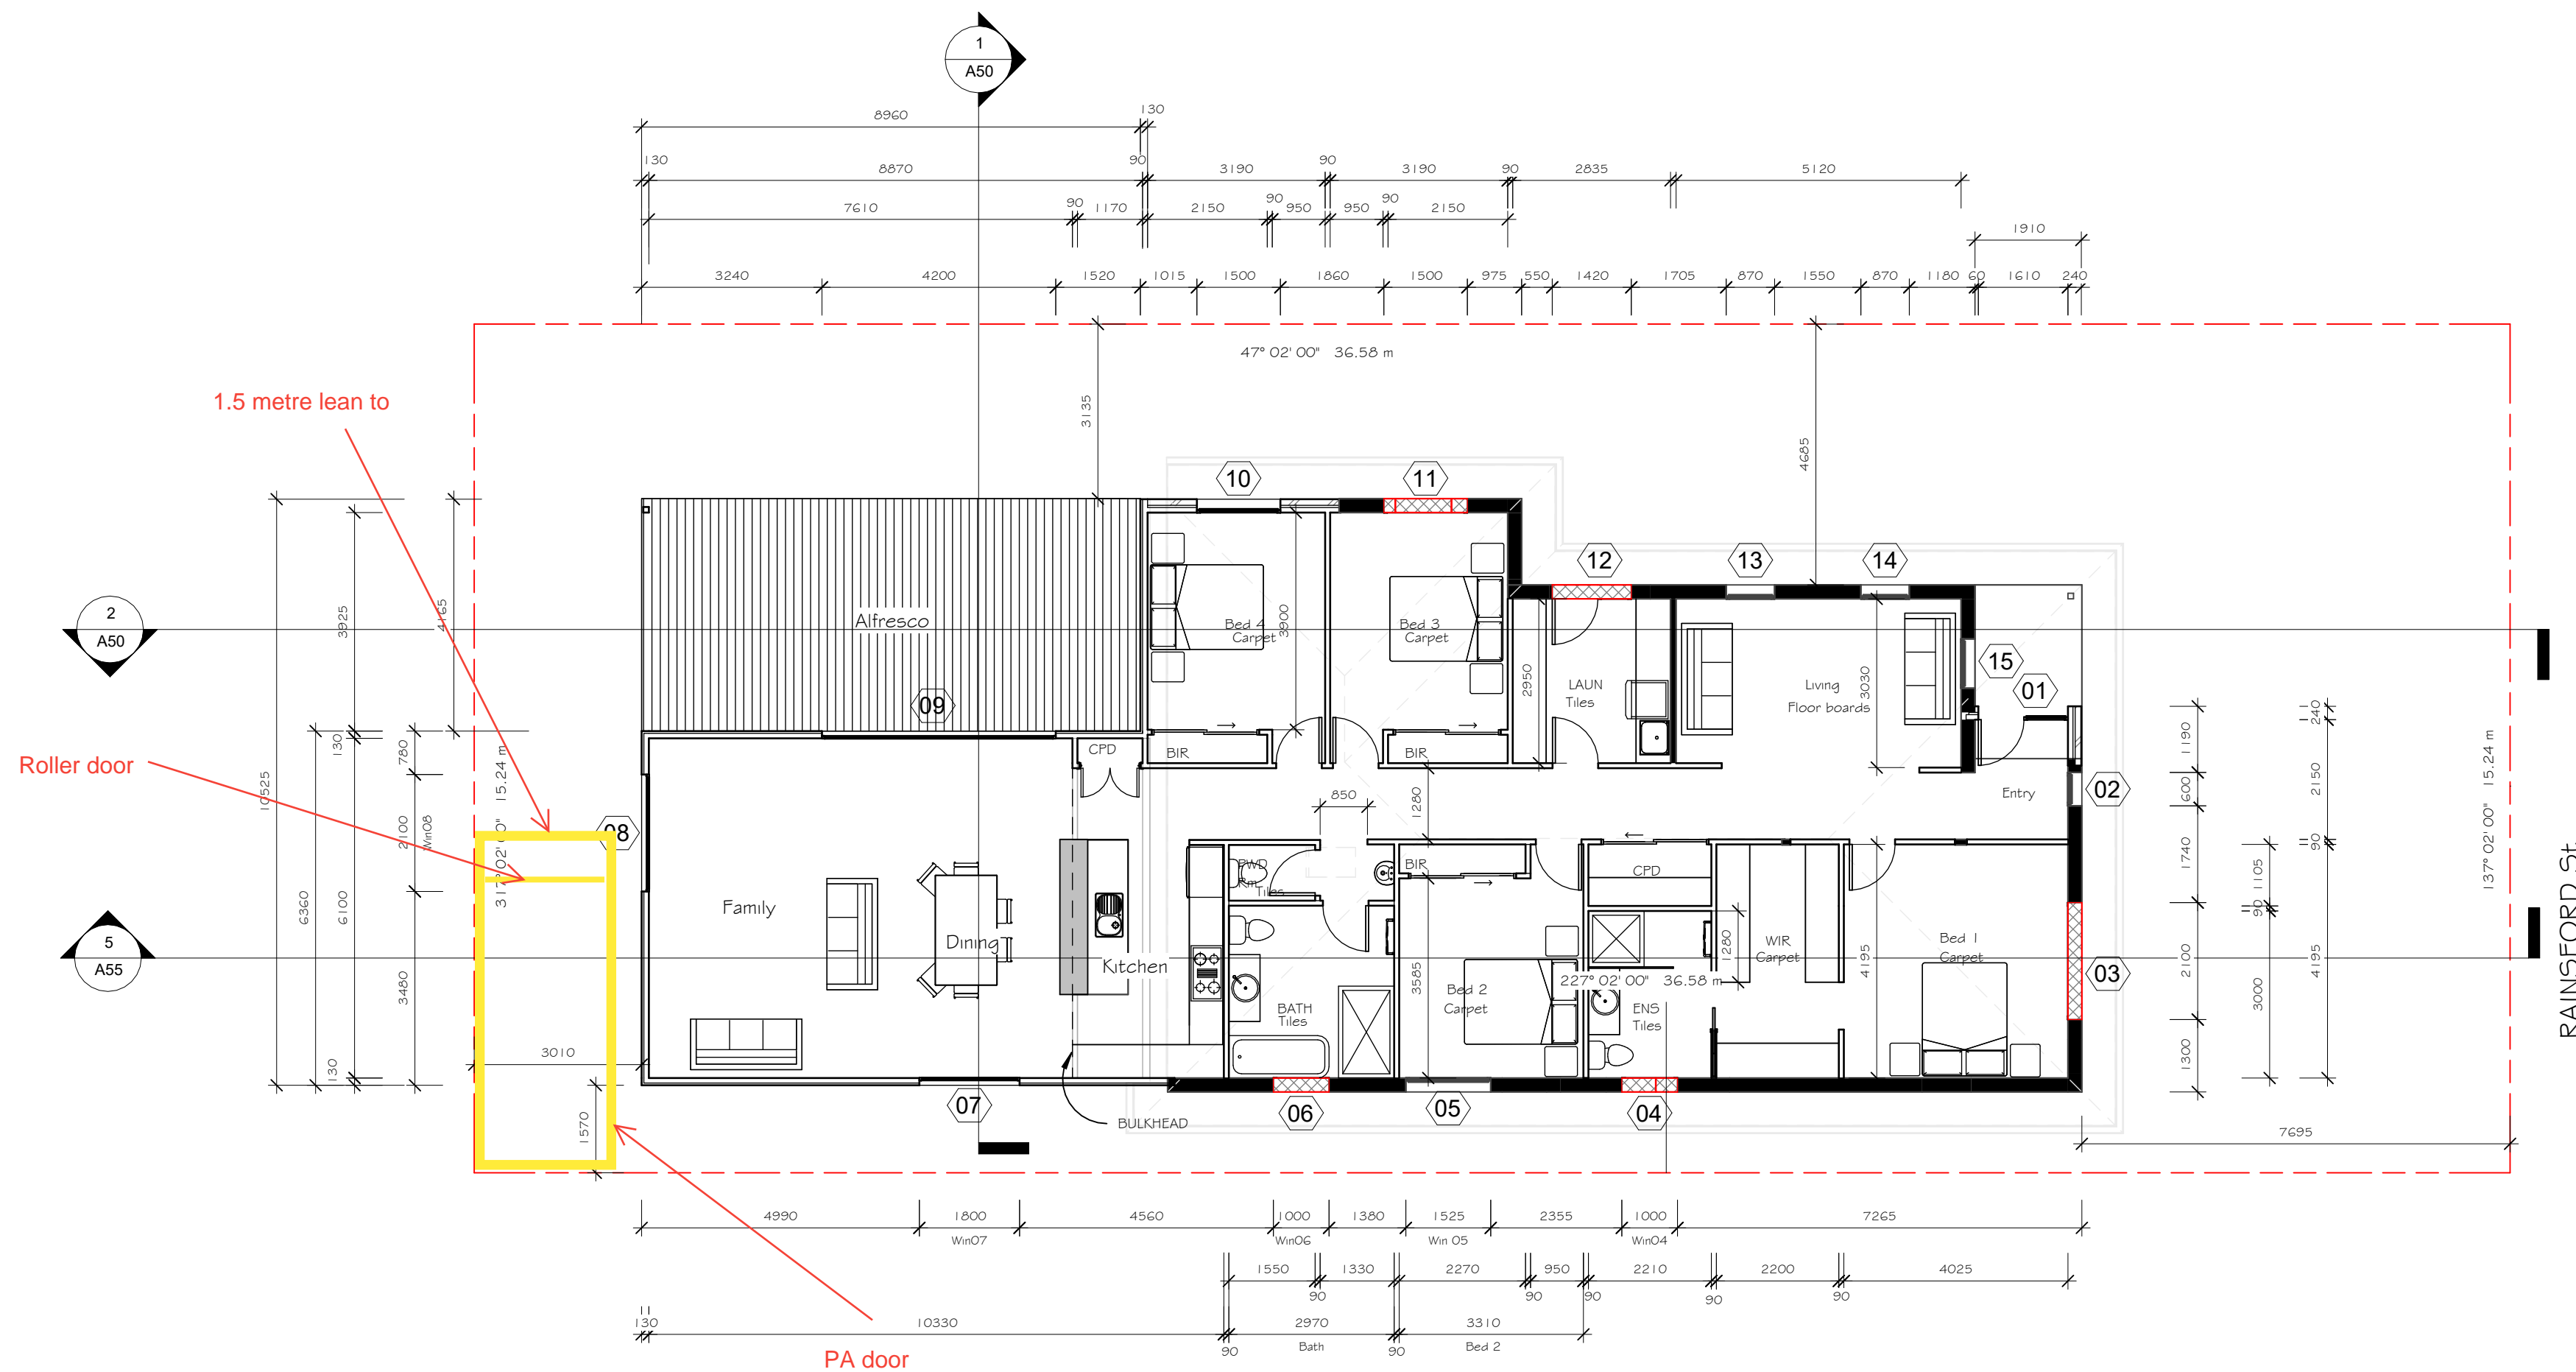 1
A50
8960
130
130
8870
90
3190
90
3190
90
2835
5120
7610
90
1170
2150
90
950
950
90
2150
1910
3240
4200
1520
1015
1500
1860
1500
975
550
1420
1705
870
1550
870
1180
60
1610
240
47° 02' 00" 36.58 m
1.5 metre lean to
3135
4685
10
11
12
13
14
2
A50
3925
4165
Alfresco
Bed 4
Carpet
3900
Bed 3
Carpet
2950
LAUN
Tiles
Living
Floor boards
3030
15
01
09
240
1190
Roller door
10525
130
780
317° 02' 00" 15.24 m
CPD
BIR
BIR
850
1280
Entry
02
600
2150
137° 02' 00" 15.24 m
RAINSFORD St.
08
2100
Win08
6360
6100
PWD
Rm
Tiles
BIR
CPD
1740
90
1105
90
Family
Dining
Kitchen
5
A55
3480
3585
Bed 2
Carpet
1280
WIR
Carpet
4195
Bed 1
Carpet
2100
03
3000
4195
227° 02' 00" 36.58 m
BATH
Tiles
ENS
Tiles
3010
130
1300
1570
07
BULKHEAD
06
05
04
7695
4990
1800
4560
1000
1380
1525
2355
1000
7265
Win07
Win06
Win 05
Win04
1550
1330
2270
950
2210
2200
4025
90
90
90
90
90
130
10330
2970
3310
90
Bath
90
Bed 2
PA door